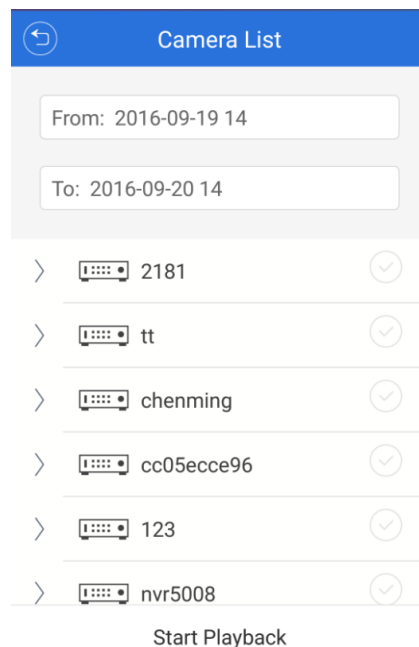 Camera List
From: 2016-09-19 14
To: 2016-09-20 14
2181
tt
chenming
cc05ecce96
123
nvr5008
Start Playback